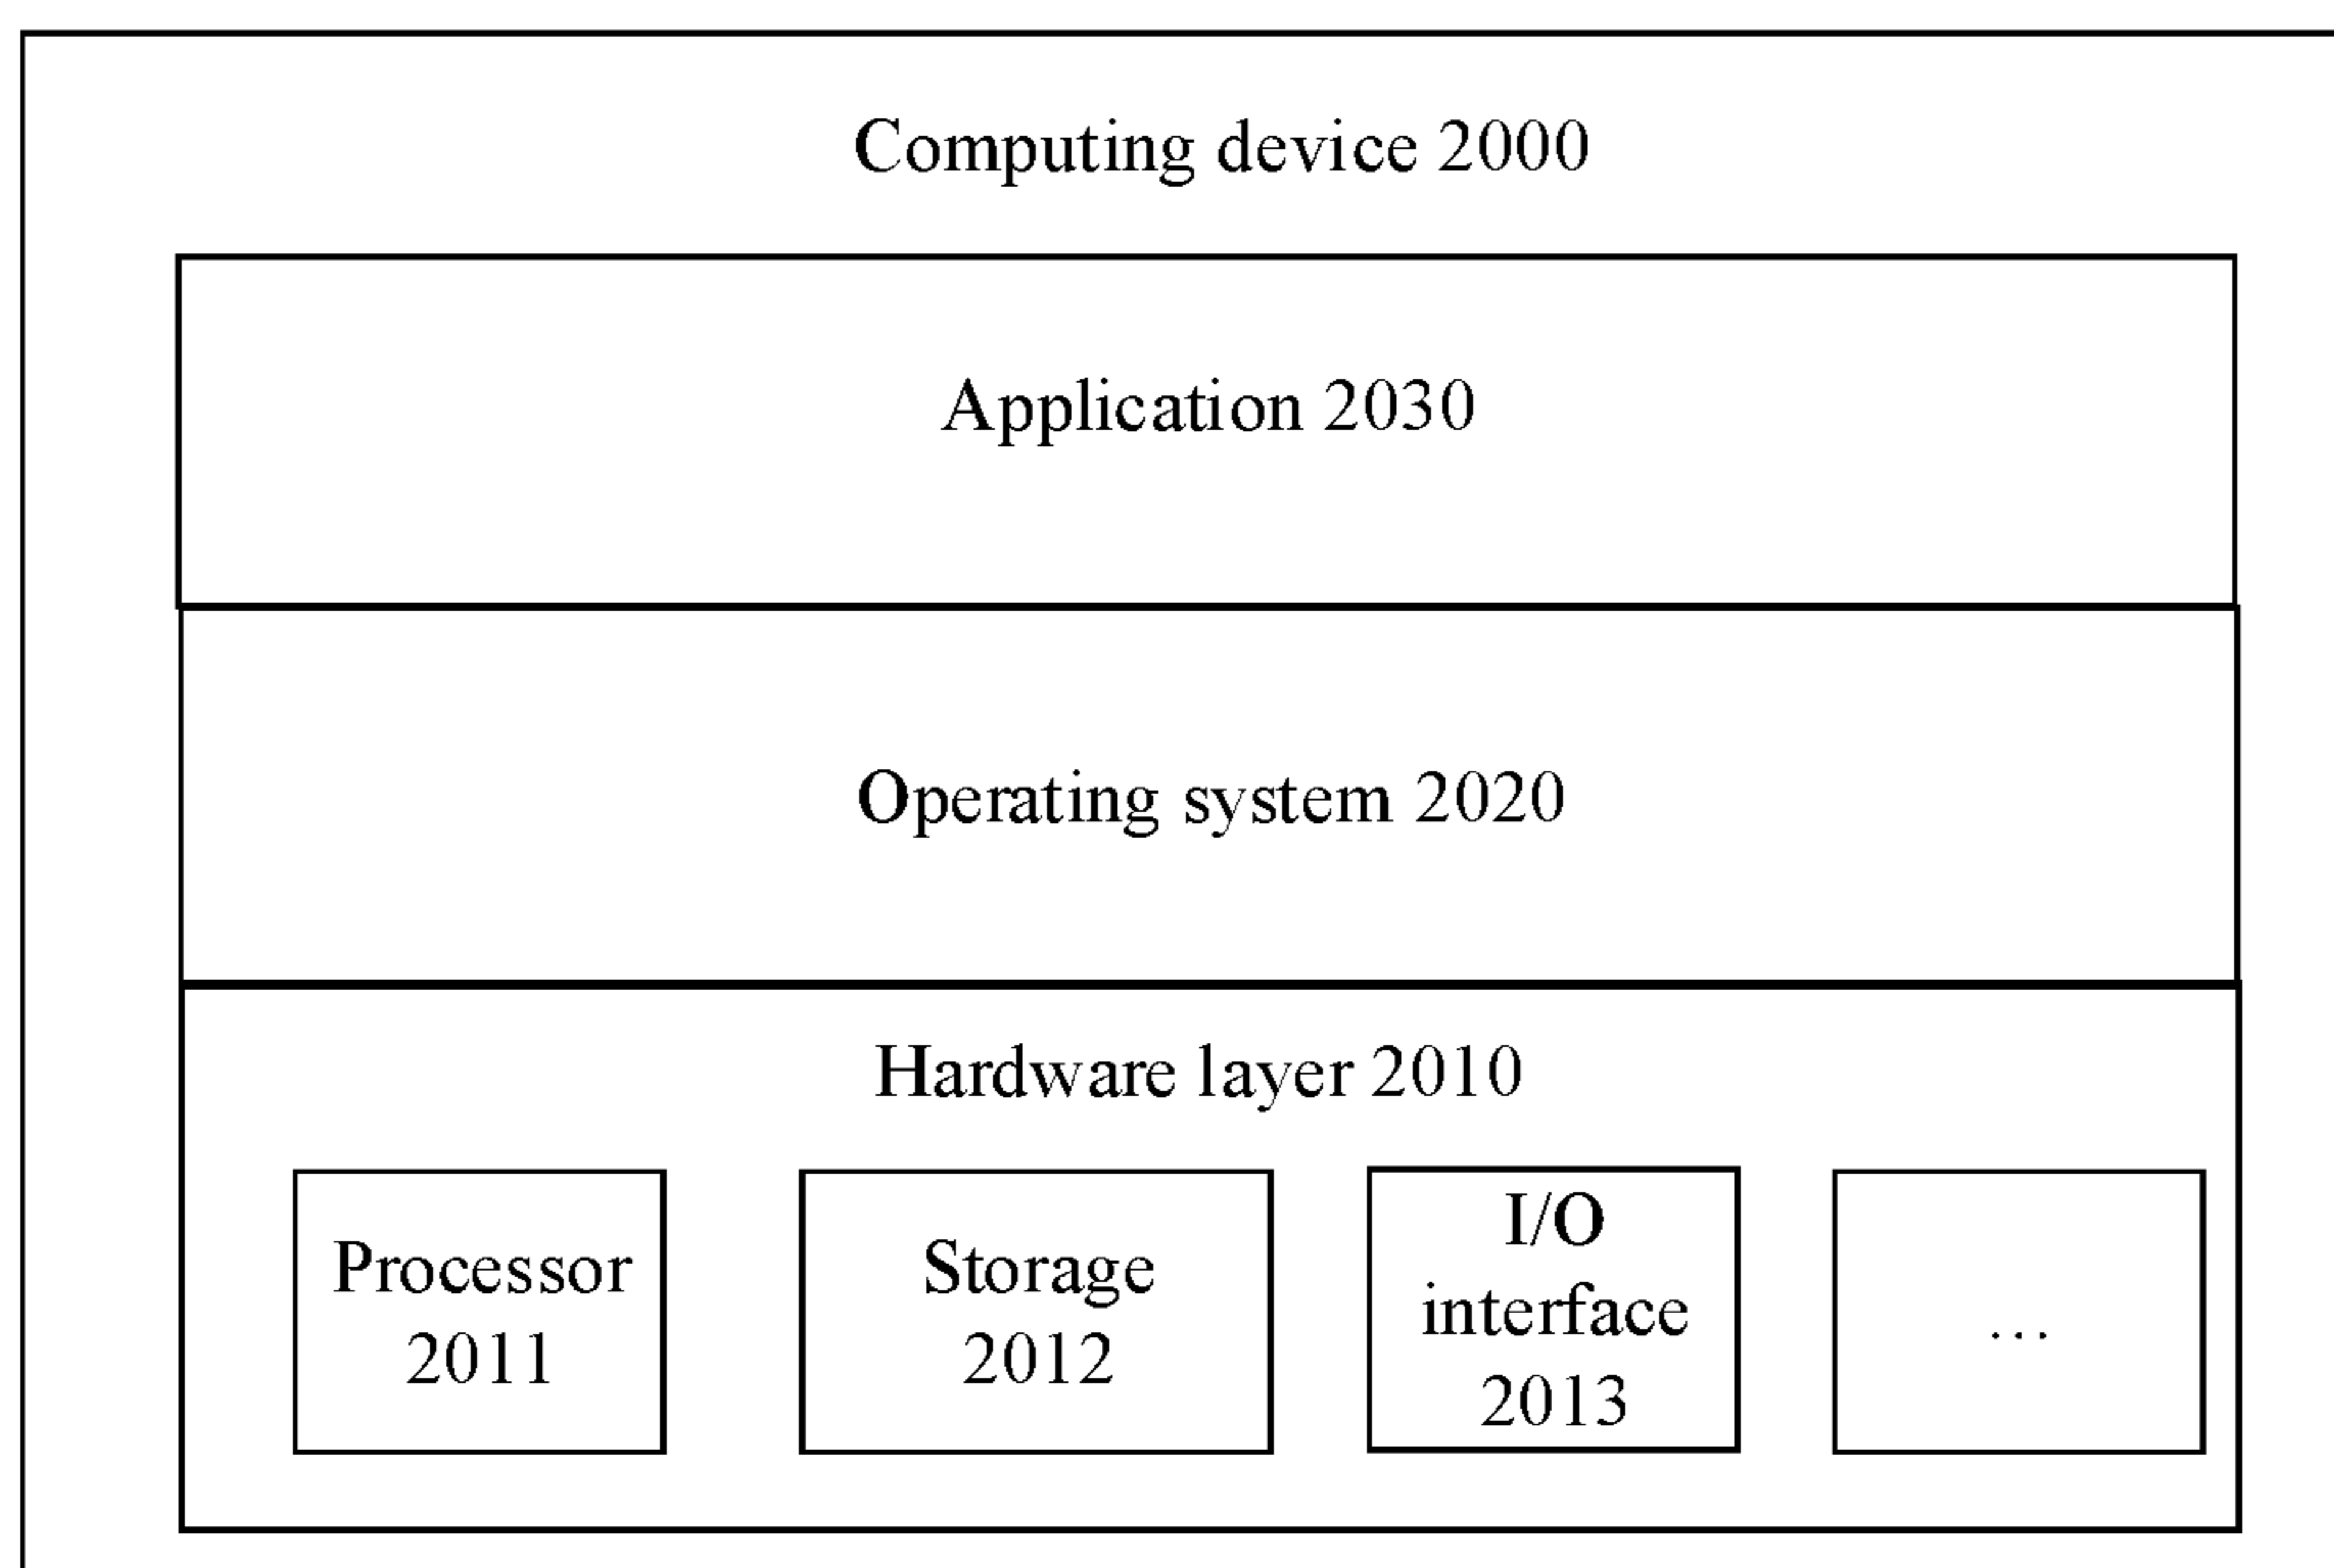 Computing device 2000
Application 2030
Operating system 2020
Hardware layer 2010
Processor
2011
Storage
2012
I/O
interface
2013
...